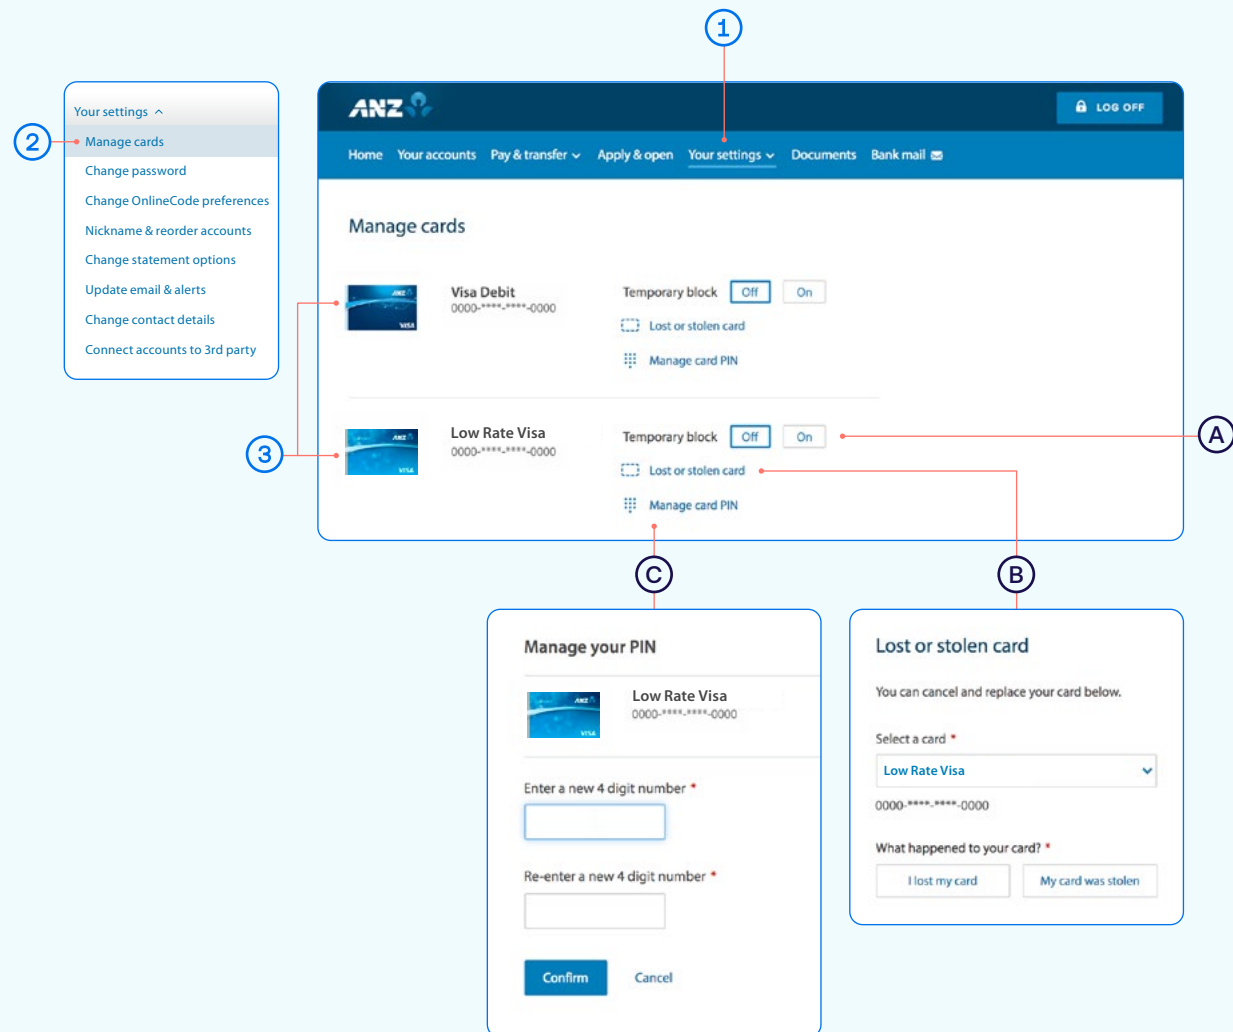 1
Your settings
2
Manage cards
Change password
Change OnlineCode preferences
Nickname & reorder accounts
Change statement options
Update email & alerts
Change contact details
Connect accounts to 3rd party
ANZ
LOG OFF
Home Your accounts Pay & transfer Apply & open Your settings Documents Bank mail
Manage cards
3
ANZ
VISA
Visa Debit
0000-****-****-0000
Temporary block Off On
Lost or stolen card
Manage card PIN
ANZ
VISA
Low Rate Visa
0000-****-****-0000
Temporary block Off On
A
Lost or stolen card
Manage card PIN
C
B
Manage your PIN
ANZ
VISA
Low Rate Visa
0000-****-****-0000
Enter a new 4 digit number *
Re-enter a new 4 digit number *
Confirm Cancel
Lost or stolen card
You can cancel and replace your card below.
Select a card *
Low Rate Visa
0000-****-****-0000
What happened to your card? *
I lost my card My card was stolen